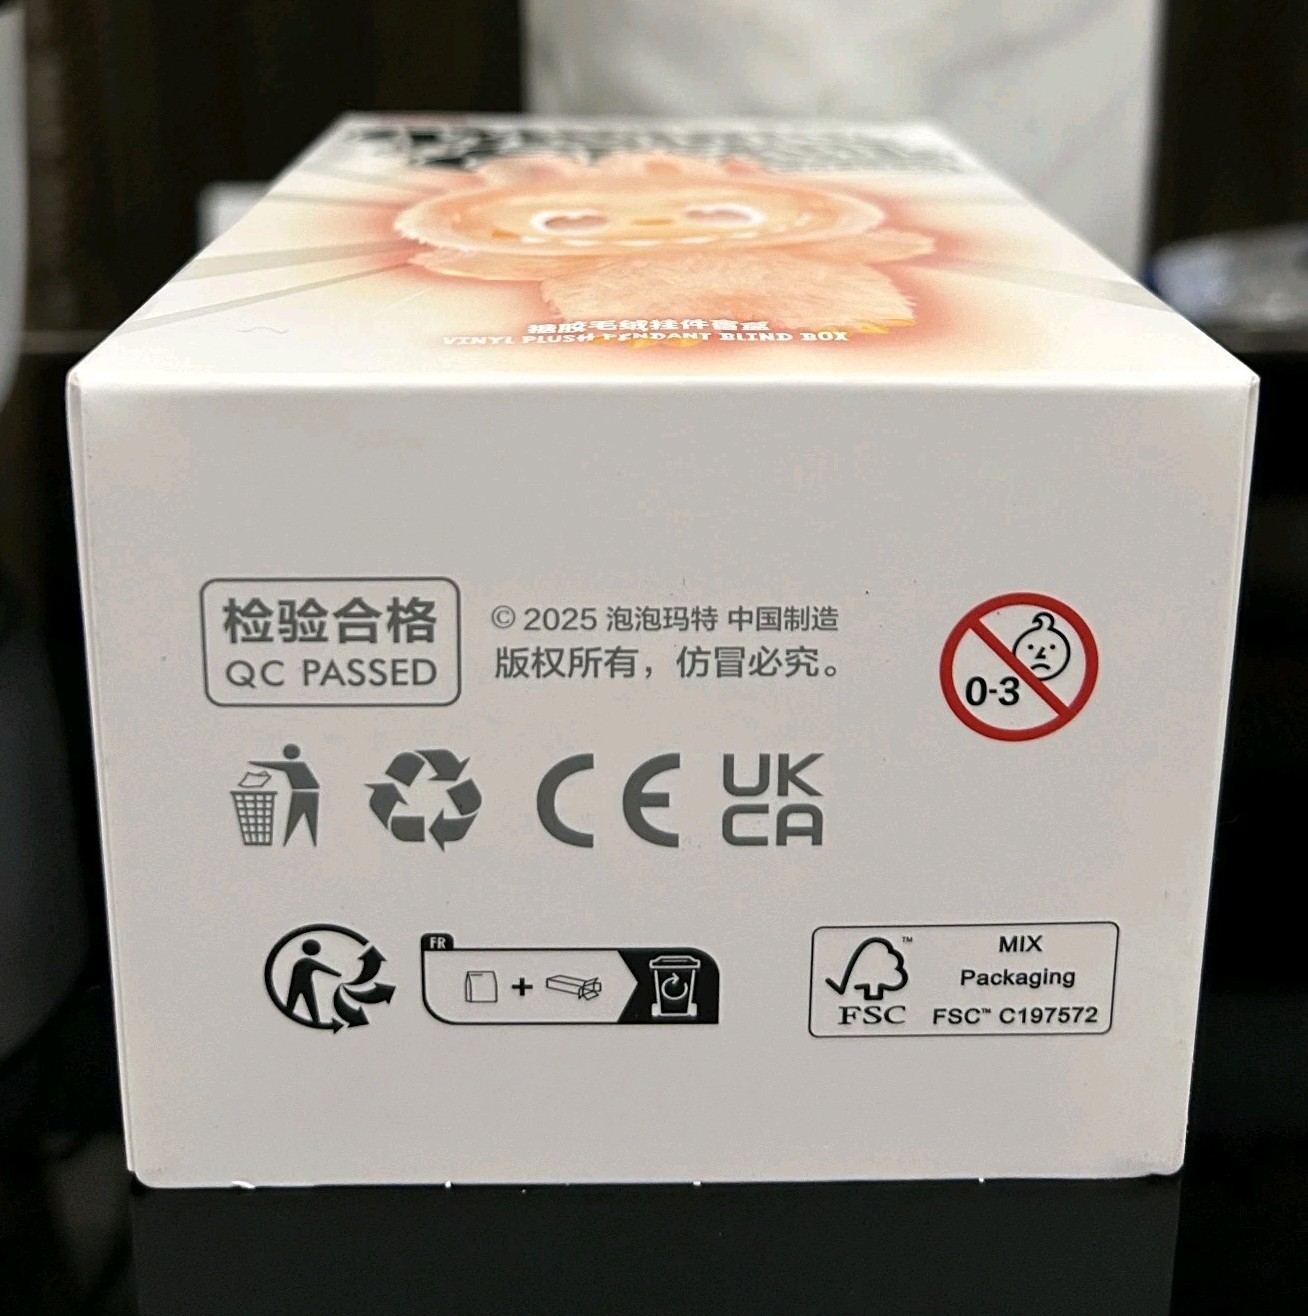 搪胶毛绒挂件盲盒
VINYL PLUSH PENDANT BLIND BOX
检验合格
QC PASSED
© 2025 泡泡玛特 中国制造
版权所有，仿冒必究。
0-3
CE
UK
CA
FR
FSC
™
MIX
Packaging
FSC™ C197572